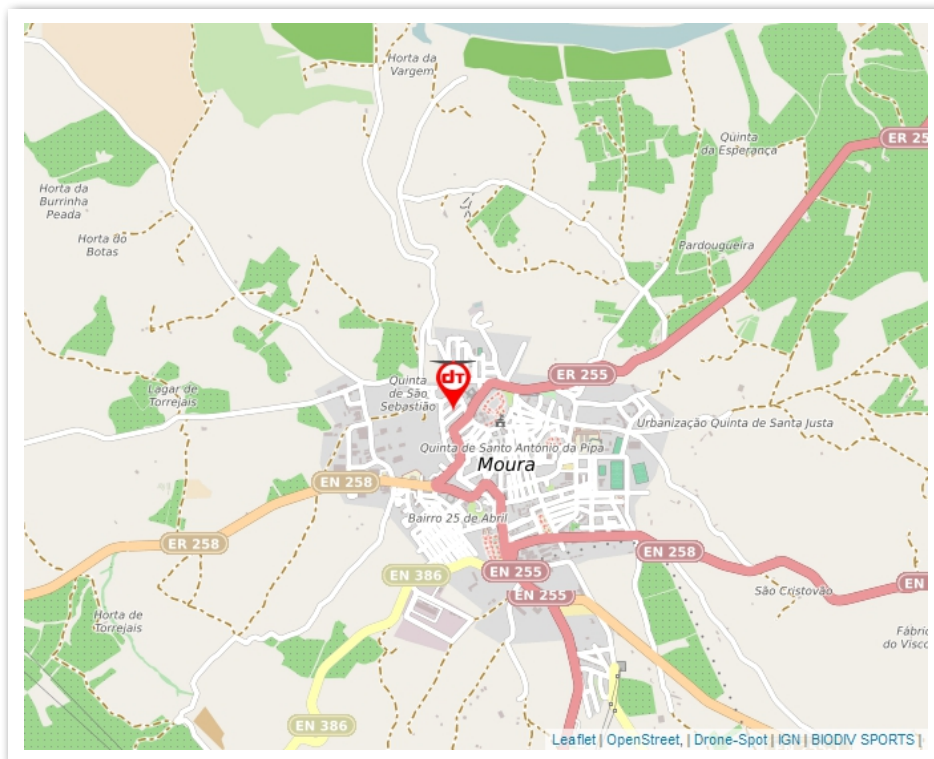 Horta da
Vargem
ER 25
Quinta
da Esperança
Horta da
Burrinha
Peada
Horta do
Botas
Pardougueira
dT
ER 255
Quinta
de São
Sebastião
Lagar de
Torrejais
Urbanização Quinta de Santa Justa
Quinta de Santo António da Pipa
Moura
EN 258
Bairro 25 de Abril
ER 258
EN 258
EN 255
EN 386
EN
EN 255
São Cristovão
Horta de
Torrejais
Fábric
do Visco
EN 386
Leaflet | OpenStreet, | Drone-Spot | IGN | BIODIV SPORTS |